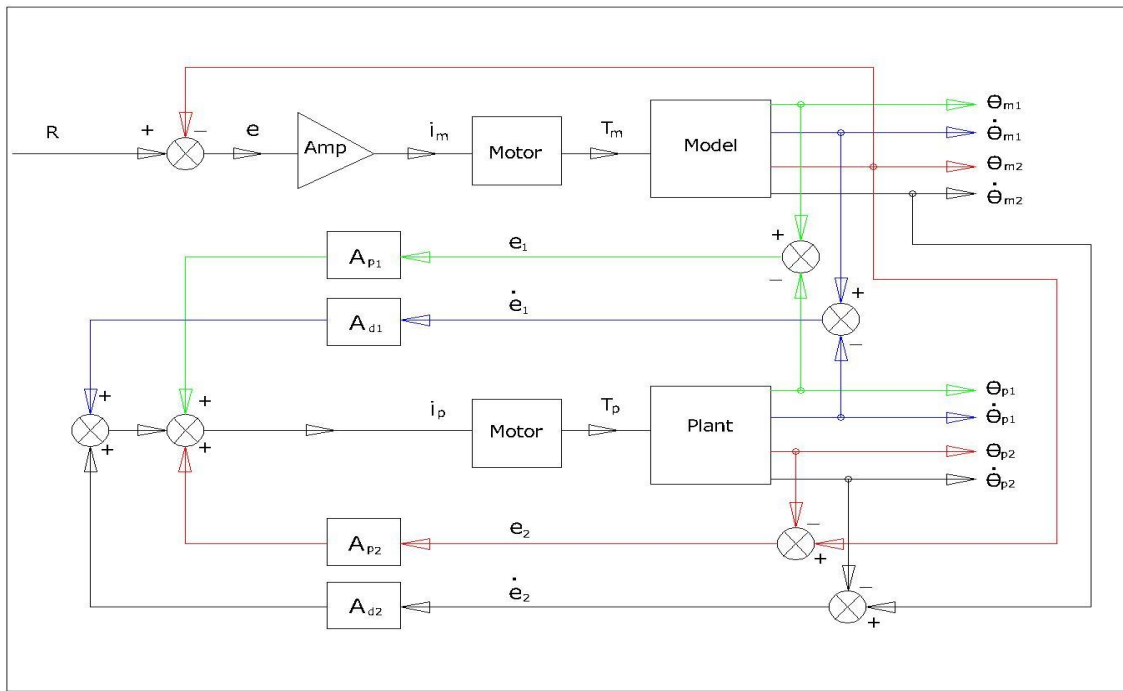 R + − e Amp i_m Motor T_m Model Θ_m1
Θ̇_m1
Θ_m2
Θ̇_m2
A_p1 e_1 + −
A_d1 ė_1 + −
+ + + + i_p Motor T_p Plant Θ_p1
Θ̇_p1
Θ_p2
Θ̇_p2
A_p2 e_2 − +
A_d2 ė_2 − +